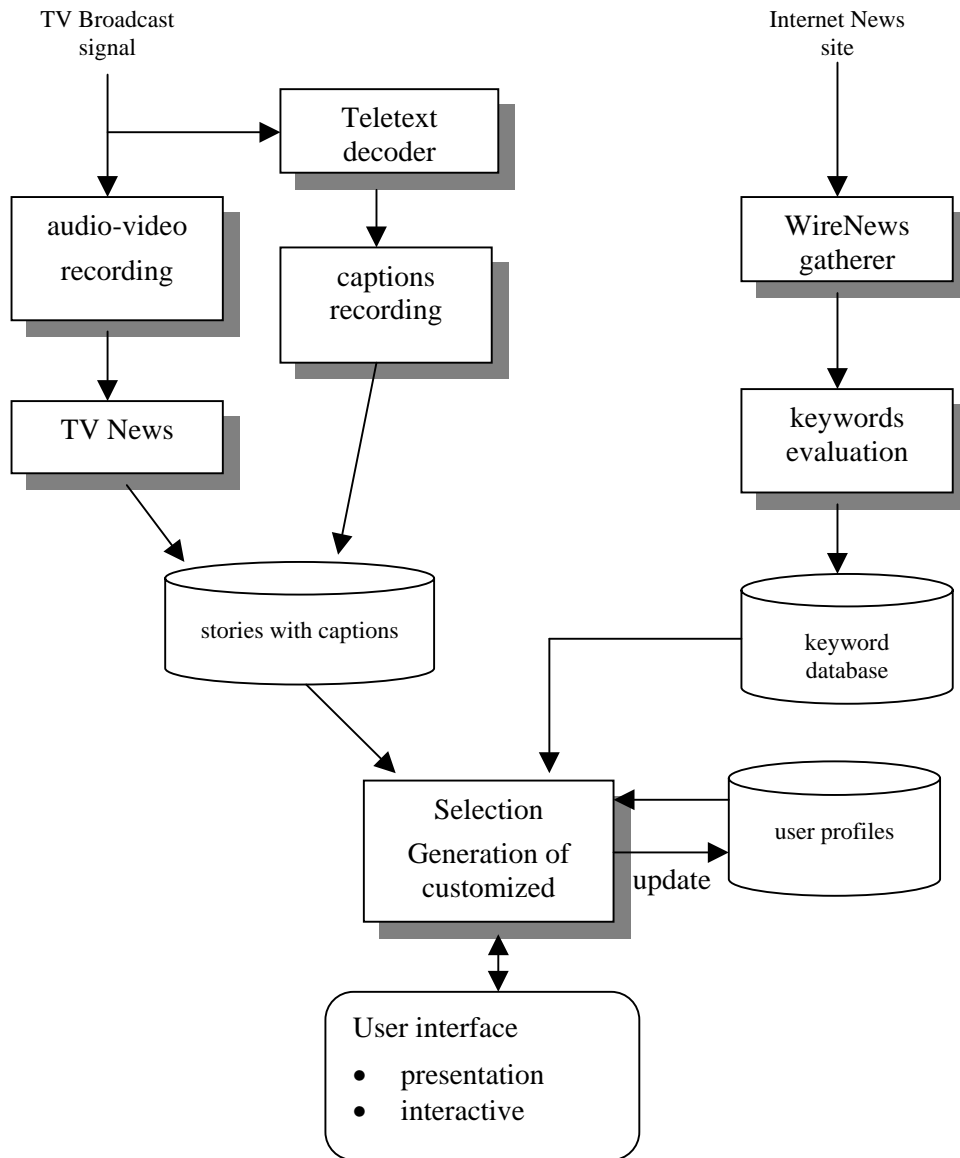 TV Broadcast
signal
Internet News
site
Teletext
decoder
audio-video
recording
WireNews
gatherer
captions
recording
TV News
keywords
evaluation
stories with captions
keyword
database
Selection
Generation of
customized
user profiles
update
User interface
• presentation
• interactive